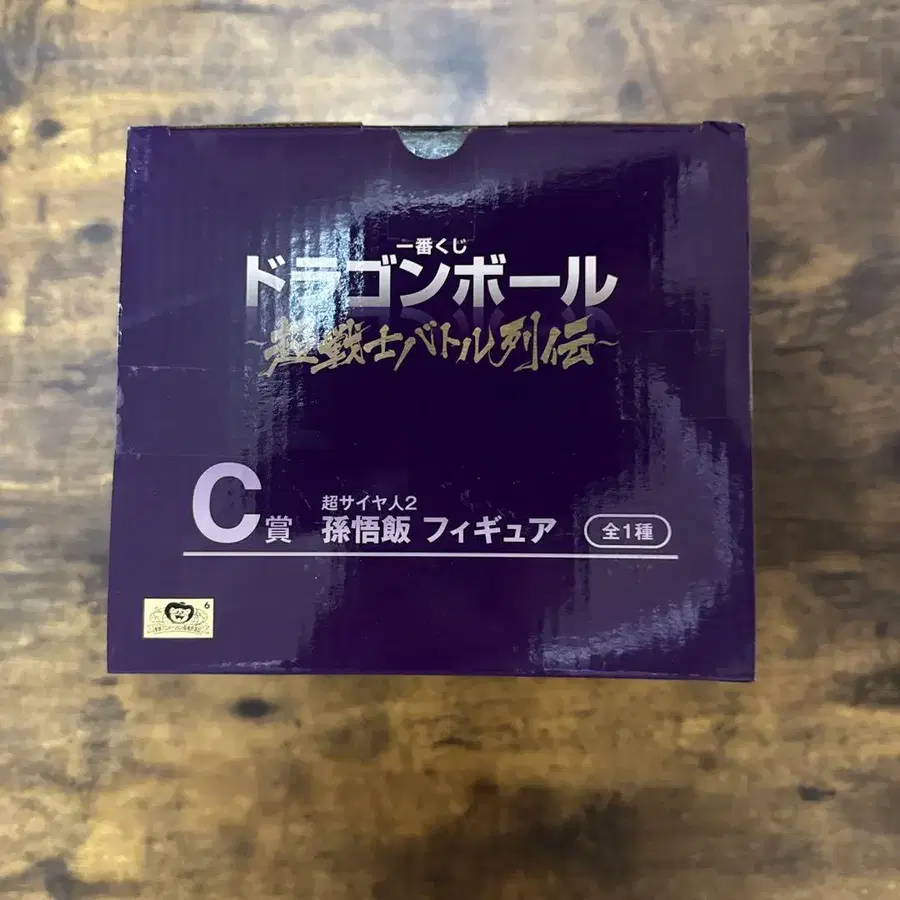 一番くじ
ドラゴンボール
~超戦士バトル列伝~
C賞
超サイヤ人2
孫悟飯 フィギュア
全1種
6